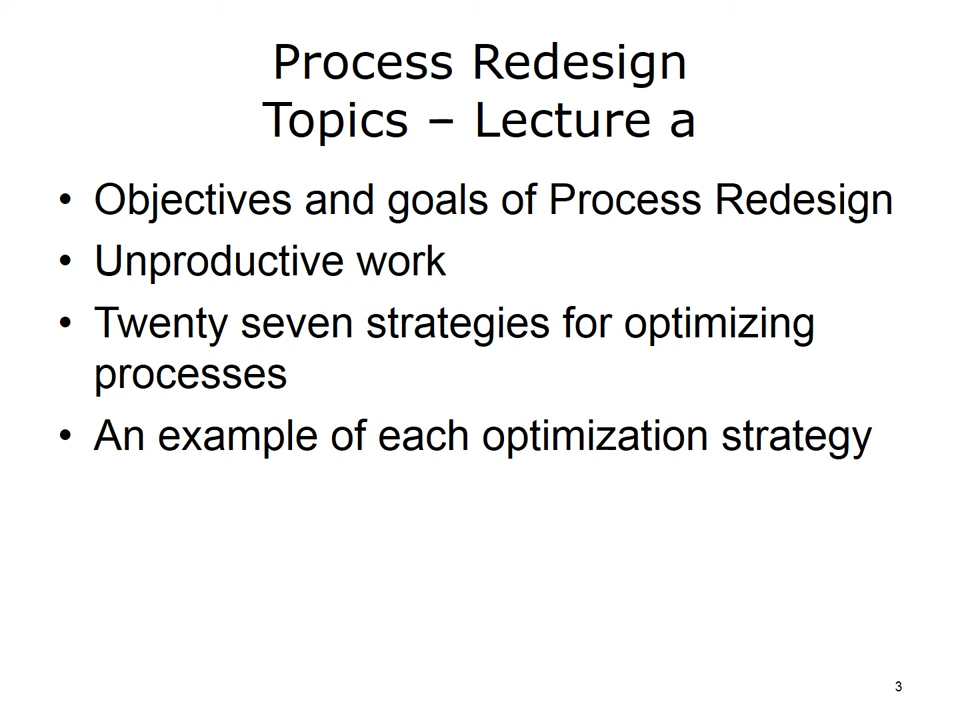 Process Redesign
Topics – Lecture a
• Objectives and goals of Process Redesign
• Unproductive work
• Twenty seven strategies for optimizing
processes
• An example of each optimization strategy
3